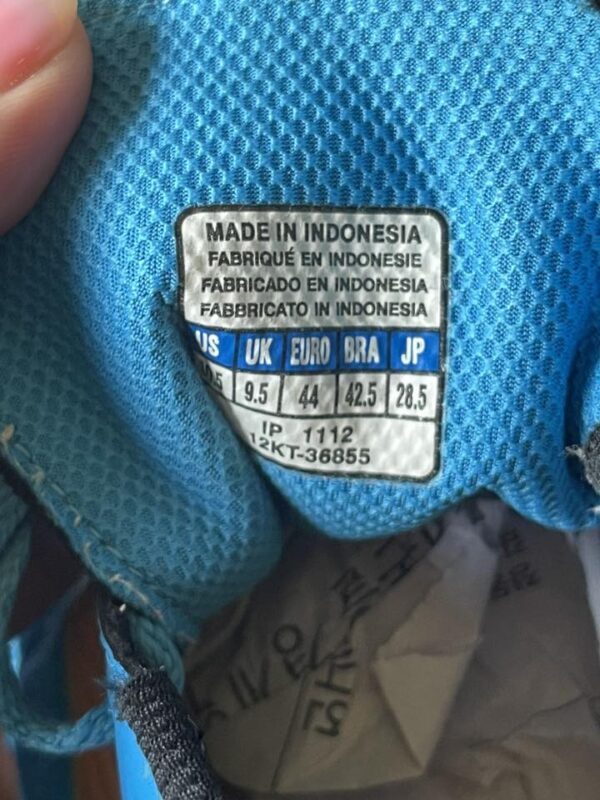 MADE IN INDONESIA
FABRIQUÉ EN INDONESIE
FABRICADO EN INDONESIA
FABBRICATO IN INDONESIA
US UK EURO BRA JP
9.5 44 42.5 28.5
IP 1112
12KT-36855